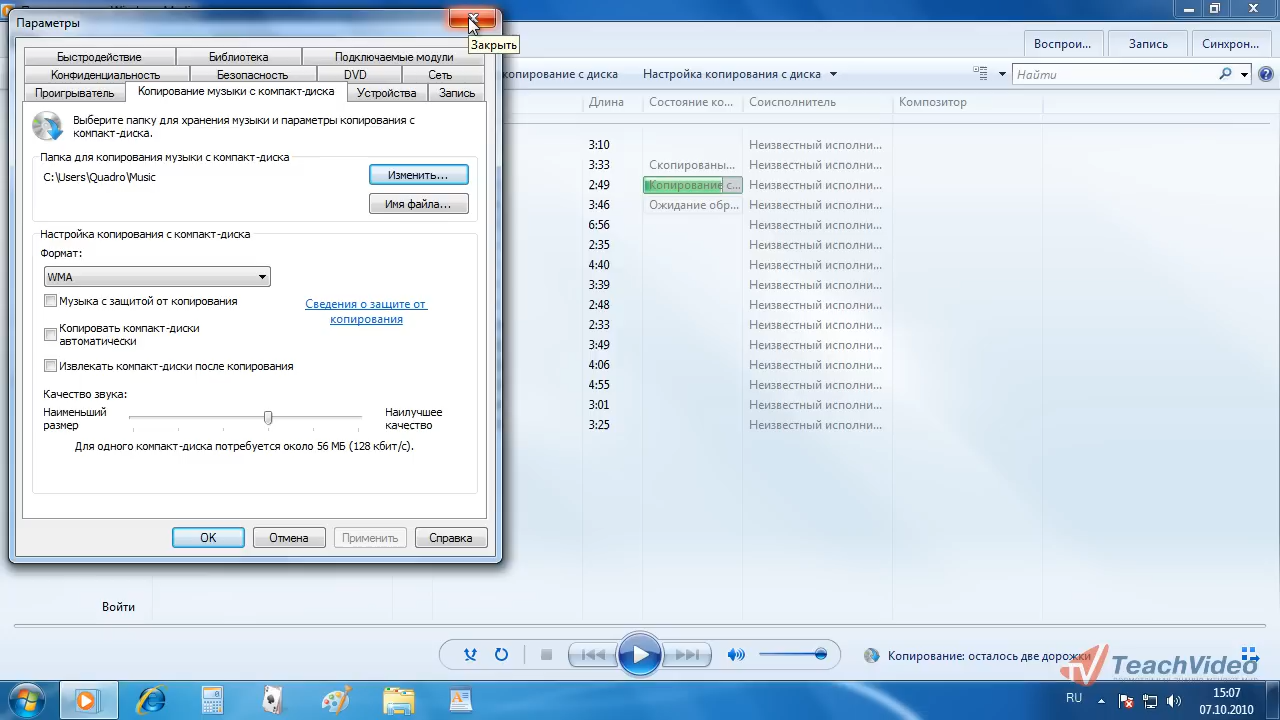 Параметры
Закрыть
Воспрои...
Запись
Синхрон...
Быстродействие
Библиотека
Подключаемые модули
Конфиденциальность
Безопасность
DVD
Сеть
Проигрыватель
Копирование музыки с компакт-диска
Устройства
Запись
копирование с диска
Настройка копирования с диска
Найти
Длина
Состояние ко...
Соисполнитель
Композитор
Выберите папку для хранения музыки и параметры копирования с
компакт-диска.
Папка для копирования музыки с компакт-диска
C:\Users\Quadro\Music
Изменить...
Имя файла...
Настройка копирования с компакт-диска
Формат:
WMA
Музыка с защитой от копирования
Сведения о защите от
копирования
Копировать компакт-диски
автоматически
Извлекать компакт-диски после копирования
Качество звука:
Наименьший
размер
Наилучшее
качество
Для одного компакт-диска потребуется около 56 МБ (128 кбит/с).
OK
Отмена
Применить
Справка
3:10 Неизвестный исполни...
3:33 Скопированы... Неизвестный исполни...
2:49 Копирование с... Неизвестный исполни...
3:46 Ожидание обр... Неизвестный исполни...
6:56 Неизвестный исполни...
2:35 Неизвестный исполни...
4:40 Неизвестный исполни...
3:39 Неизвестный исполни...
2:48 Неизвестный исполни...
2:33 Неизвестный исполни...
3:49 Неизвестный исполни...
4:06 Неизвестный исполни...
4:55 Неизвестный исполни...
3:01 Неизвестный исполни...
3:25 Неизвестный исполни...
Войти
Копирование: осталось две дорожки
TeachVideo
RU
15:07
07.10.2010